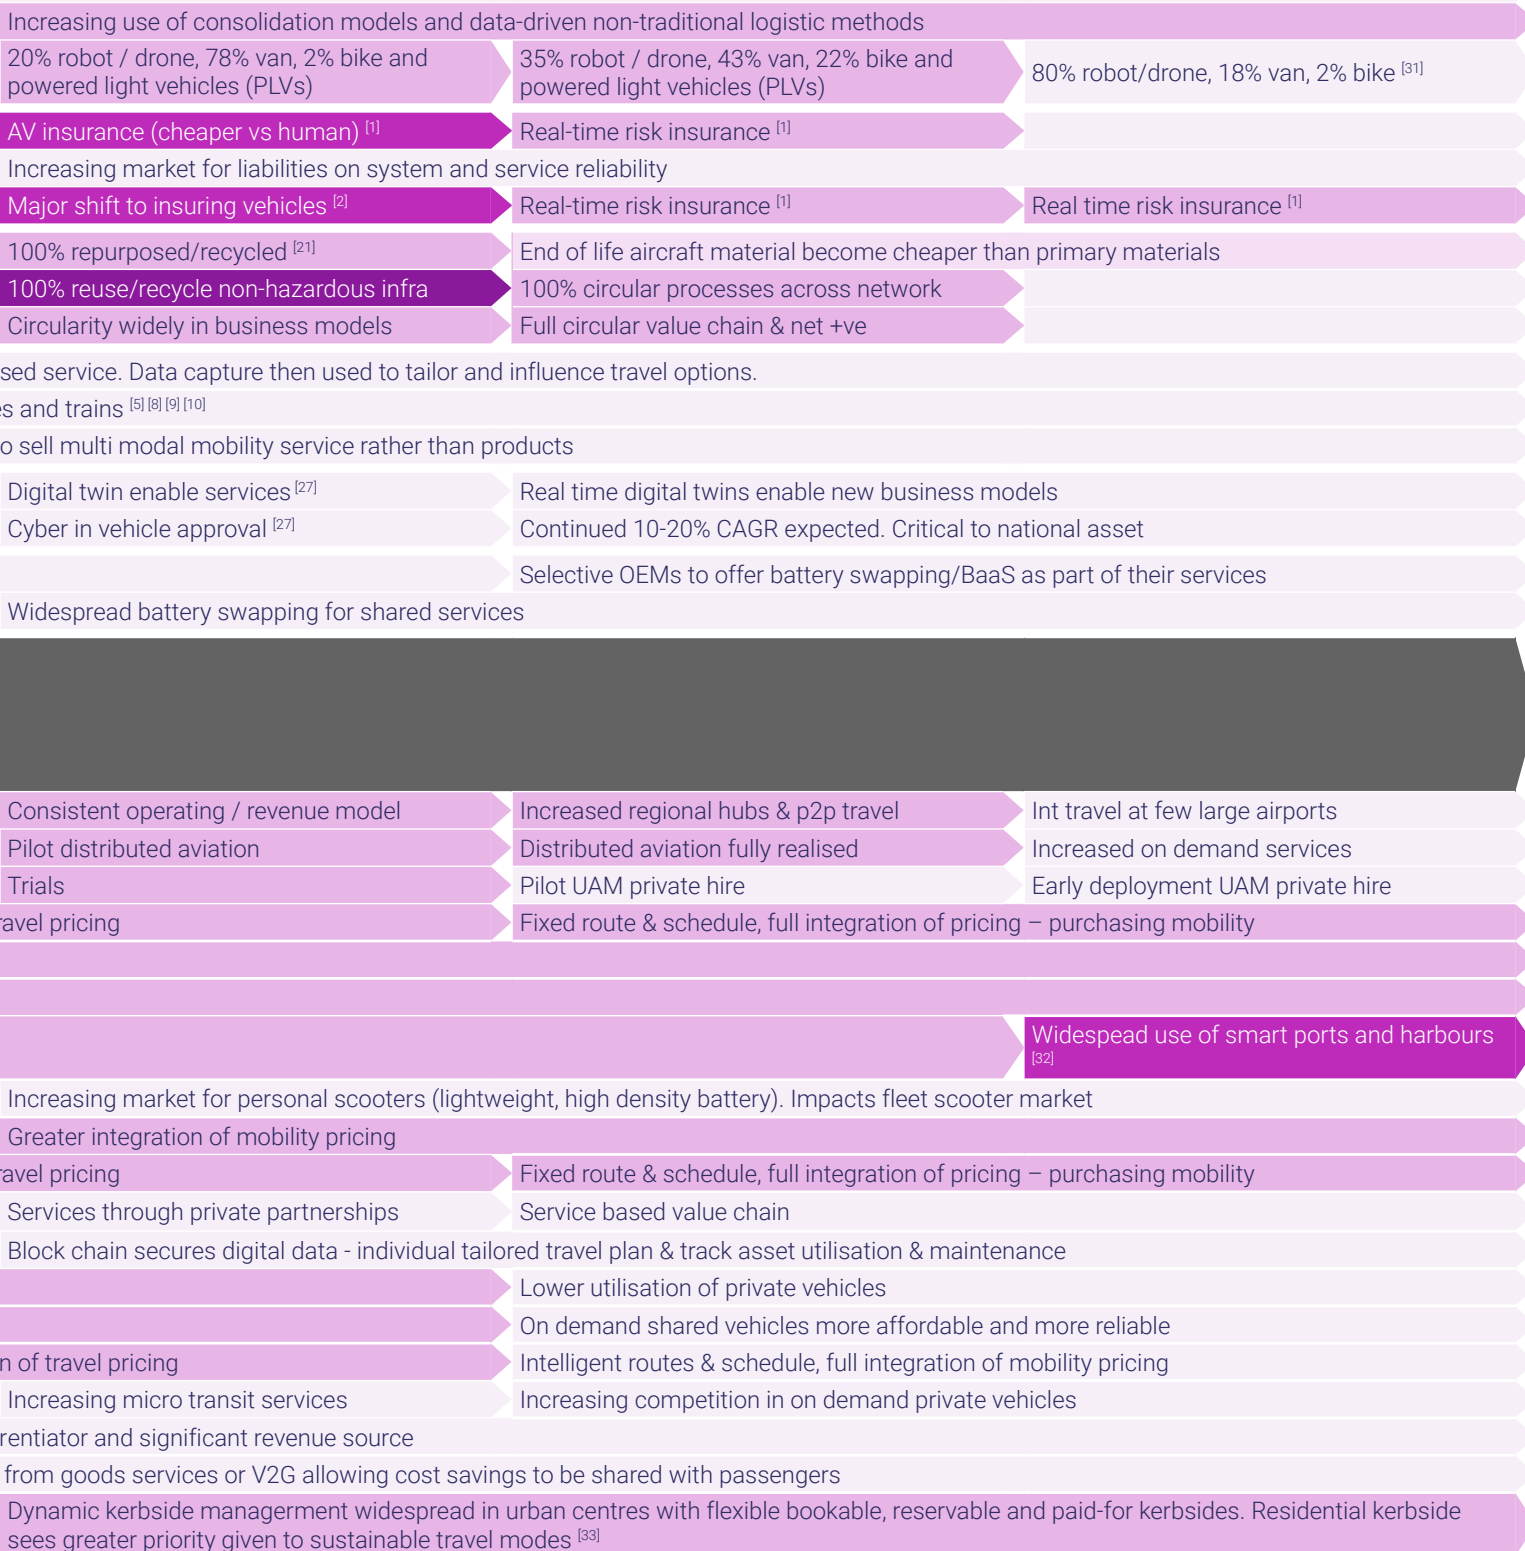 Increasing use of consolidation models and data-driven non-traditional logistic methods
20% robot / drone, 78% van, 2% bike and
powered light vehicles (PLVs)
35% robot / drone, 43% van, 22% bike and
powered light vehicles (PLVs)
80% robot/drone, 18% van, 2% bike [31]
AV insurance (cheaper vs human) [1]
Real-time risk insurance [1]
Increasing market for liabilities on system and service reliability
Major shift to insuring vehicles [2]
Real-time risk insurance [1]
Real time risk insurance [1]
100% repurposed/recycled [21]
End of life aircraft material become cheaper than primary materials
100% reuse/recycle non-hazardous infra
100% circular processes across network
Circularity widely in business models
Full circular value chain & net +ve
sed service. Data capture then used to tailor and influence travel options.
s and trains [5] [8] [9] [10]
o sell multi modal mobility service rather than products
Digital twin enable services [27]
Real time digital twins enable new business models
Cyber in vehicle approval [27]
Continued 10-20% CAGR expected. Critical to national asset
Selective OEMs to offer battery swapping/BaaS as part of their services
Widespread battery swapping for shared services
Consistent operating / revenue model
Increased regional hubs & p2p travel
Int travel at few large airports
Pilot distributed aviation
Distributed aviation fully realised
Increased on demand services
Trials
Pilot UAM private hire
Early deployment UAM private hire
ravel pricing
Fixed route & schedule, full integration of pricing – purchasing mobility
Widespead use of smart ports and harbours
[32]
Increasing market for personal scooters (lightweight, high density battery). Impacts fleet scooter market
Greater integration of mobility pricing
ravel pricing
Fixed route & schedule, full integration of pricing – purchasing mobility
Services through private partnerships
Service based value chain
Block chain secures digital data - individual tailored travel plan & track asset utilisation & maintenance
Lower utilisation of private vehicles
On demand shared vehicles more affordable and more reliable
n of travel pricing
Intelligent routes & schedule, full integration of mobility pricing
Increasing micro transit services
Increasing competition in on demand private vehicles
rentiator and significant revenue source
from goods services or V2G allowing cost savings to be shared with passengers
Dynamic kerbside managerment widespread in urban centres with flexible bookable, reservable and paid-for kerbsides. Residential kerbside
sees greater priority given to sustainable travel modes [33]